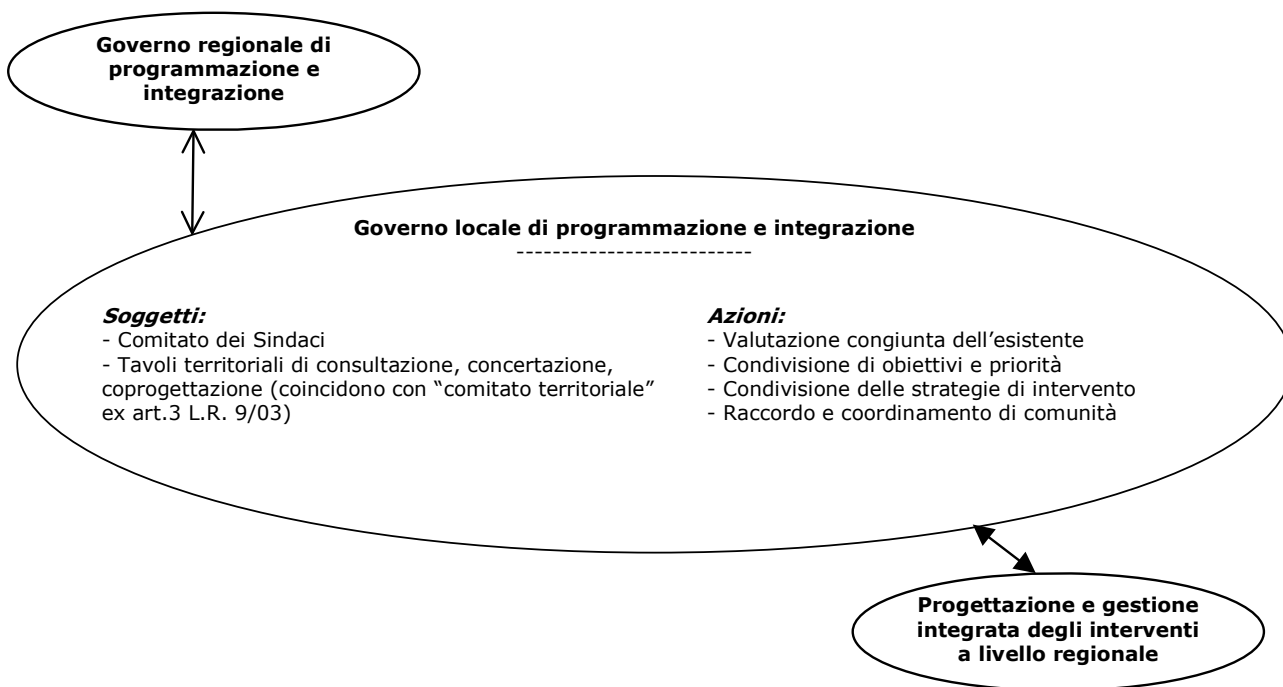 Governo regionale di
programmazione e
integrazione
Governo locale di programmazione e integrazione
--------------------------
Soggetti:
- Comitato dei Sindaci
- Tavoli territoriali di consultazione, concertazione,
coprogettazione (coincidono con “comitato territoriale”
ex art.3 L.R. 9/03)
Azioni:
- Valutazione congiunta dell’esistente
- Condivisione di obiettivi e priorità
- Condivisione delle strategie di intervento
- Raccordo e coordinamento di comunità
Progettazione e gestione
integrata degli interventi
a livello regionale